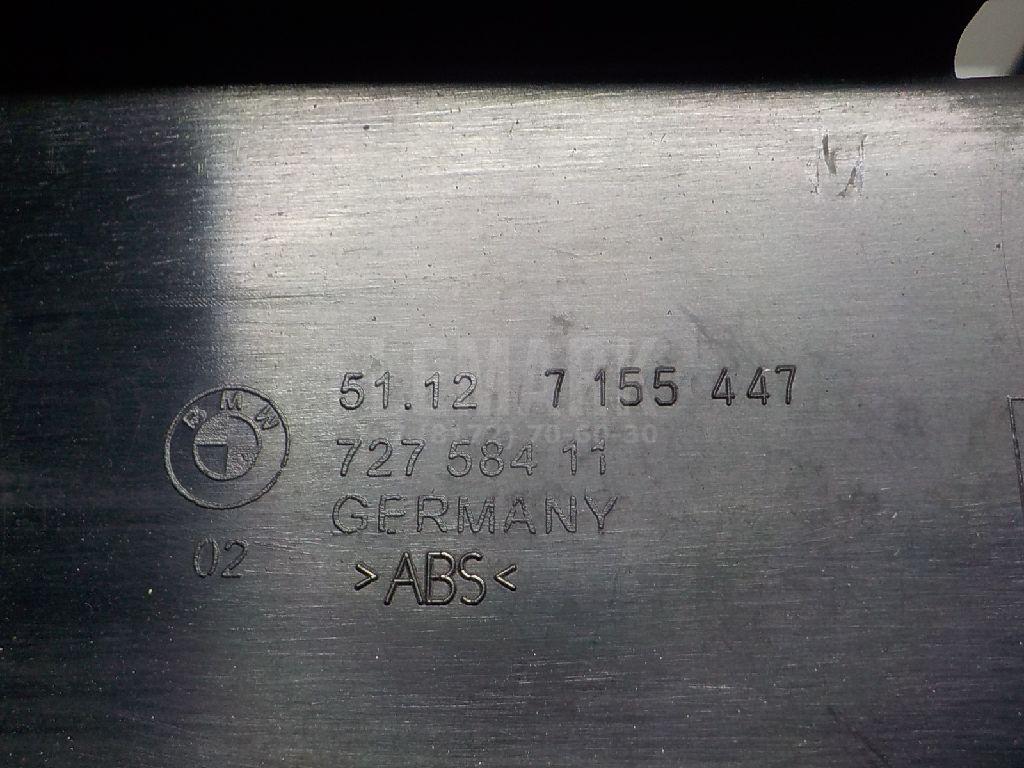 51.12 7 155 447
BMW
727 584 11
GERMANY
02
>ABS<